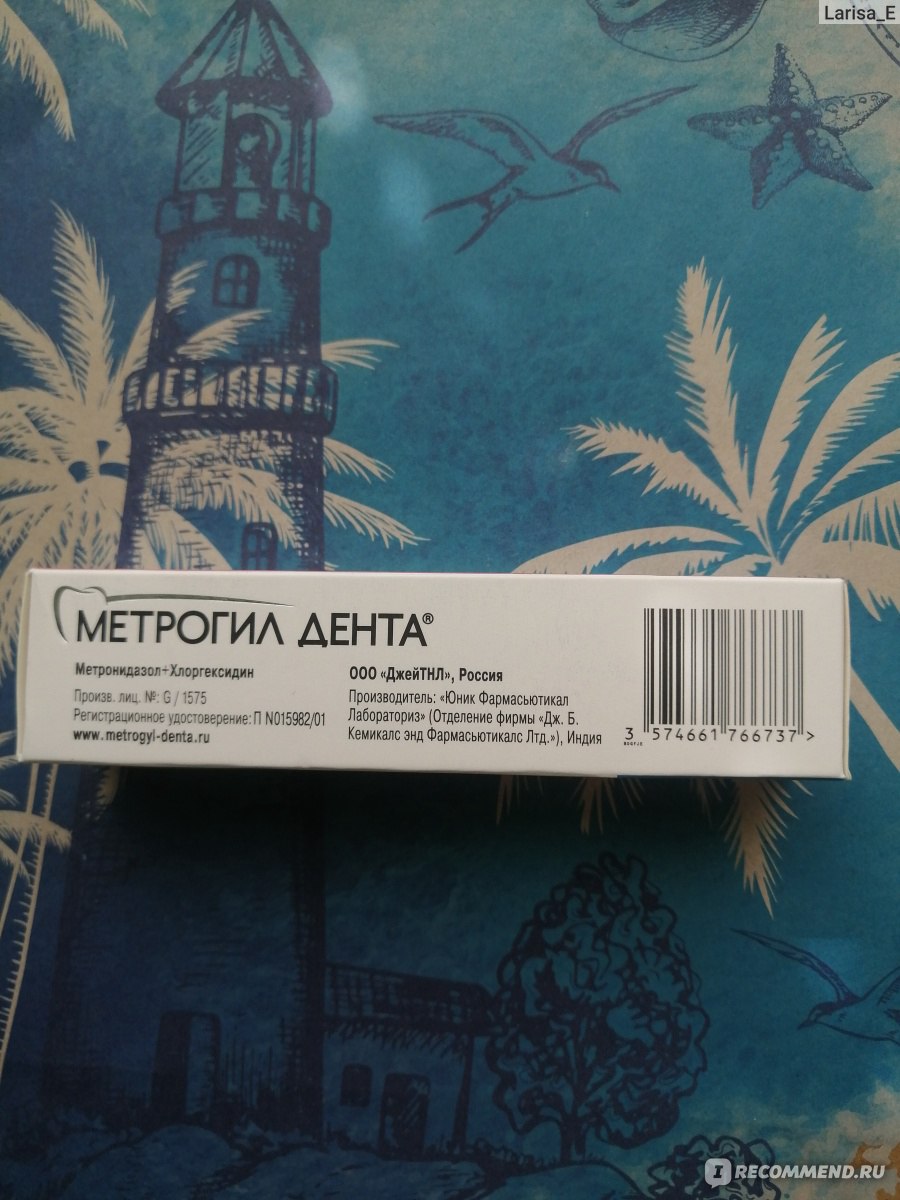 Larisa_E
МЕТРОГИЛ ДЕНТА®
Метронидазол+Хлоргексидин
Произв. лиц. №: G / 1575
Регистрационное удостоверение: П N015982/01
www.metrogyl-denta.ru
ООО «ДжейТНЛ», Россия
Производитель: «Юник Фармасьютикал
Лабораториз» (Отделение фирмы «Дж. Б.
Кемикалс энд Фармасьютикалс Лтд.»), Индия
3 574661 766737 >
IRECOMMEND.RU